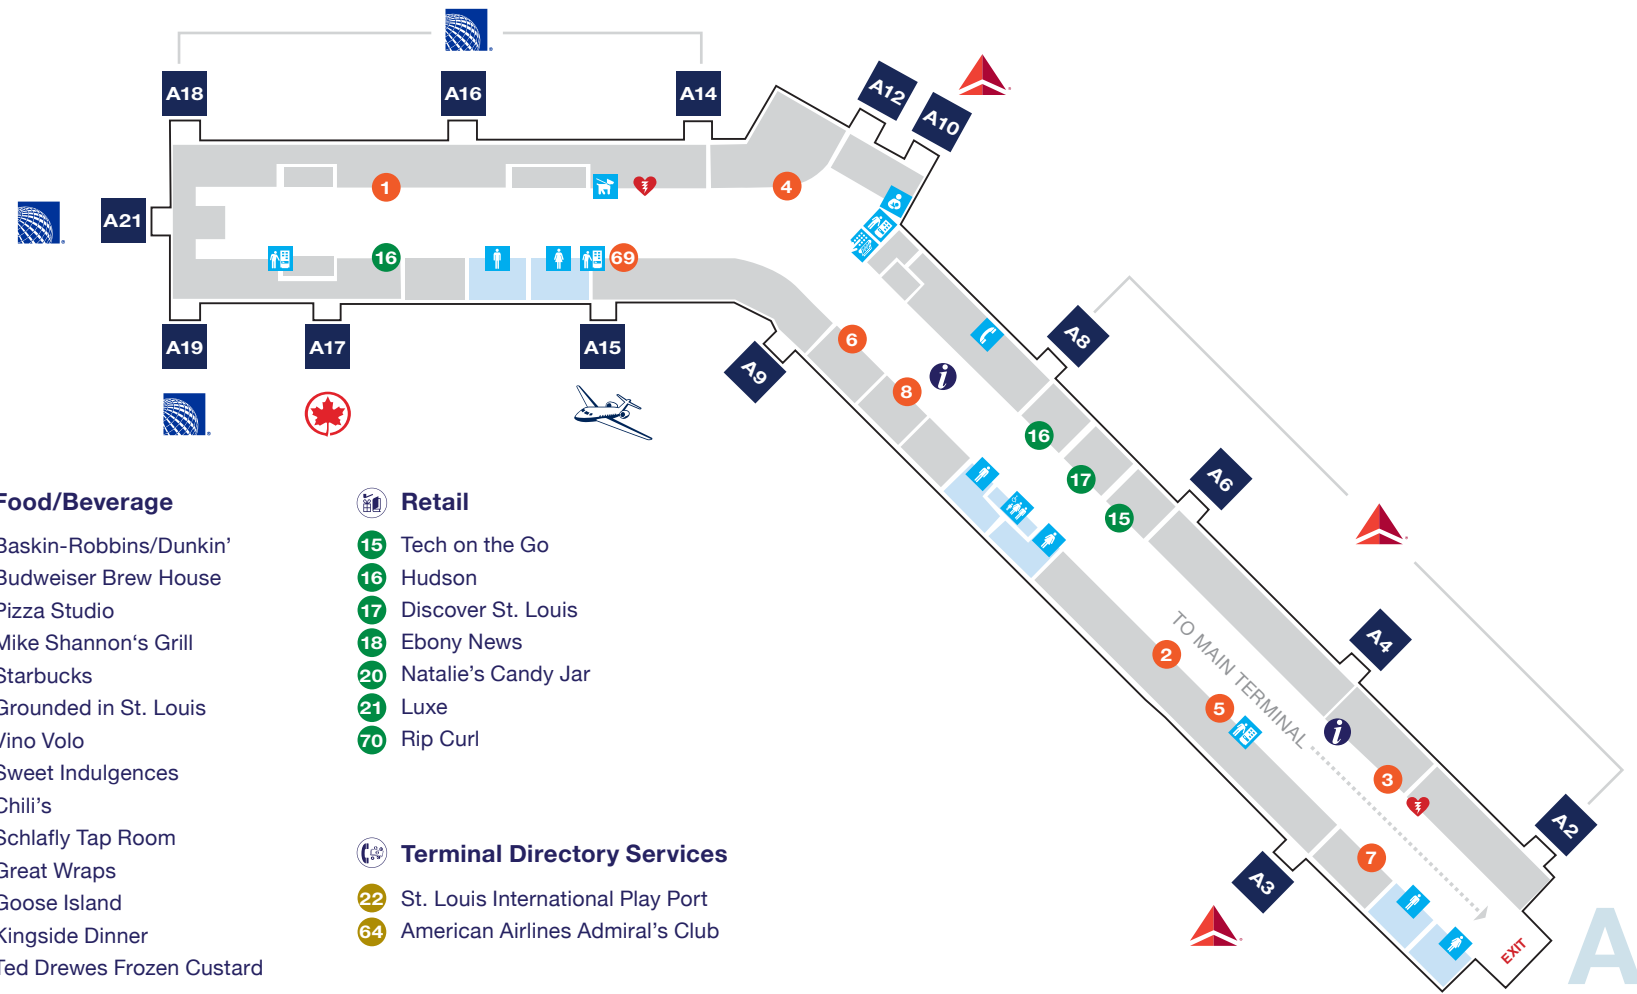 A18
A16
A14
A12
A10
1
4
A21
16
69
A19
A17
A15
A9
6
8
A8
16
17
15
A6
A4
2
TO MAIN TERMINAL
5
3
A2
7
A3
EXIT
A
Food/Beverage
Baskin-Robbins/Dunkin’
Budweiser Brew House
Pizza Studio
Mike Shannon‘s Grill
Starbucks
Grounded in St. Louis
Vino Volo
Sweet Indulgences
Chili’s
Schlafly Tap Room
Great Wraps
Goose Island
Kingside Dinner
Ted Drewes Frozen Custard
Retail
15 Tech on the Go
16 Hudson
17 Discover St. Louis
18 Ebony News
20 Natalie’s Candy Jar
21 Luxe
70 Rip Curl
Terminal Directory Services
22 St. Louis International Play Port
64 American Airlines Admiral’s Club